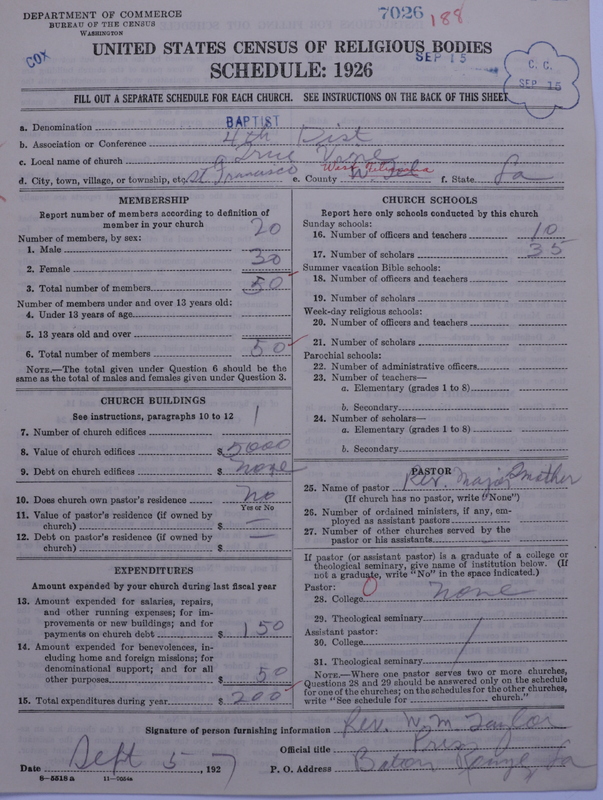 DEPARTMENT OF COMMERCE
BUREAU OF THE CENSUS
WASHINGTON
7026 188
COX
UNITED STATES CENSUS OF RELIGIOUS BODIES
SEP 15
SCHEDULE: 1926
C. C.
SEP 15
FILL OUT A SEPARATE SCHEDULE FOR EACH CHURCH. SEE INSTRUCTIONS ON THE BACK OF THIS SHEET
a. Denomination BAPTIST
b. Association or Conference 4th Dist
c. Local name of church True Vine
d. City, town, village, or township, etc. St Francisco e. County West Feliciana f. State La
MEMBERSHIP
Report number of members according to definition of
member in your church
Number of members, by sex:
1. Male 20
2. Female 30
3. Total number of members 50
Number of members under and over 13 years old:
4. Under 13 years of age
5. 13 years old and over
6. Total number of members 50
NOTE.—The total given under Question 6 should be the
same as the total of males and females given under Question 3.
CHURCH BUILDINGS
See instructions, paragraphs 10 to 12
7. Number of church edifices 1
8. Value of church edifices $ 5000
9. Debt on church edifices $ none
10. Does church own pastor's residence no
Yes or No
11. Value of pastor's residence (if owned by
church) $ —
12. Debt on pastor's residence (if owned by
church) $ —
EXPENDITURES
Amount expended by your church during last fiscal year
13. Amount expended for salaries, repairs,
and other running expenses; for im-
provements or new buildings; and for
payments on church debt $ 150
14. Amount expended for benevolences, in-
cluding home and foreign missions; for
denominational support; and for all
other purposes $ 50
15. Total expenditures during year $ 200
CHURCH SCHOOLS
Report here only schools conducted by this church
Sunday schools:
16. Number of officers and teachers 10
17. Number of scholars 35
Summer vacation Bible schools:
18. Number of officers and teachers
19. Number of scholars
Week-day religious schools:
20. Number of officers and teachers
21. Number of scholars
Parochial schools:
22. Number of administrative officers
23. Number of teachers—
a. Elementary (grades 1 to 8)
b. Secondary
24. Number of scholars—
a. Elementary (grades 1 to 8)
b. Secondary
PASTOR
25. Name of pastor Rev. Major
(If church has no pastor, write "None")
26. Number of ordained ministers, if any, em-
ployed as assistant pastors
27. Number of other churches served by the
pastor or his assistants
If pastor (or assistant pastor) is a graduate of a college or
theological seminary, give name of institution below. (If
not a graduate, write "No" in the space indicated.)
Pastor: 0
28. College none
29. Theological seminary
Assistant pastor:
30. College
31. Theological seminary
NOTE.—Where one pastor serves two or more churches,
Questions 28 and 29 should be answered only on the schedule
for one of the churches; on the schedules for the other churches,
write "See schedule for church."
Signature of person furnishing information Rev. W. M. Taylor
Official title Pres
Date Sept 5, 1927 P. O. Address Baton Rouge, La
8—5518a 11—9084a